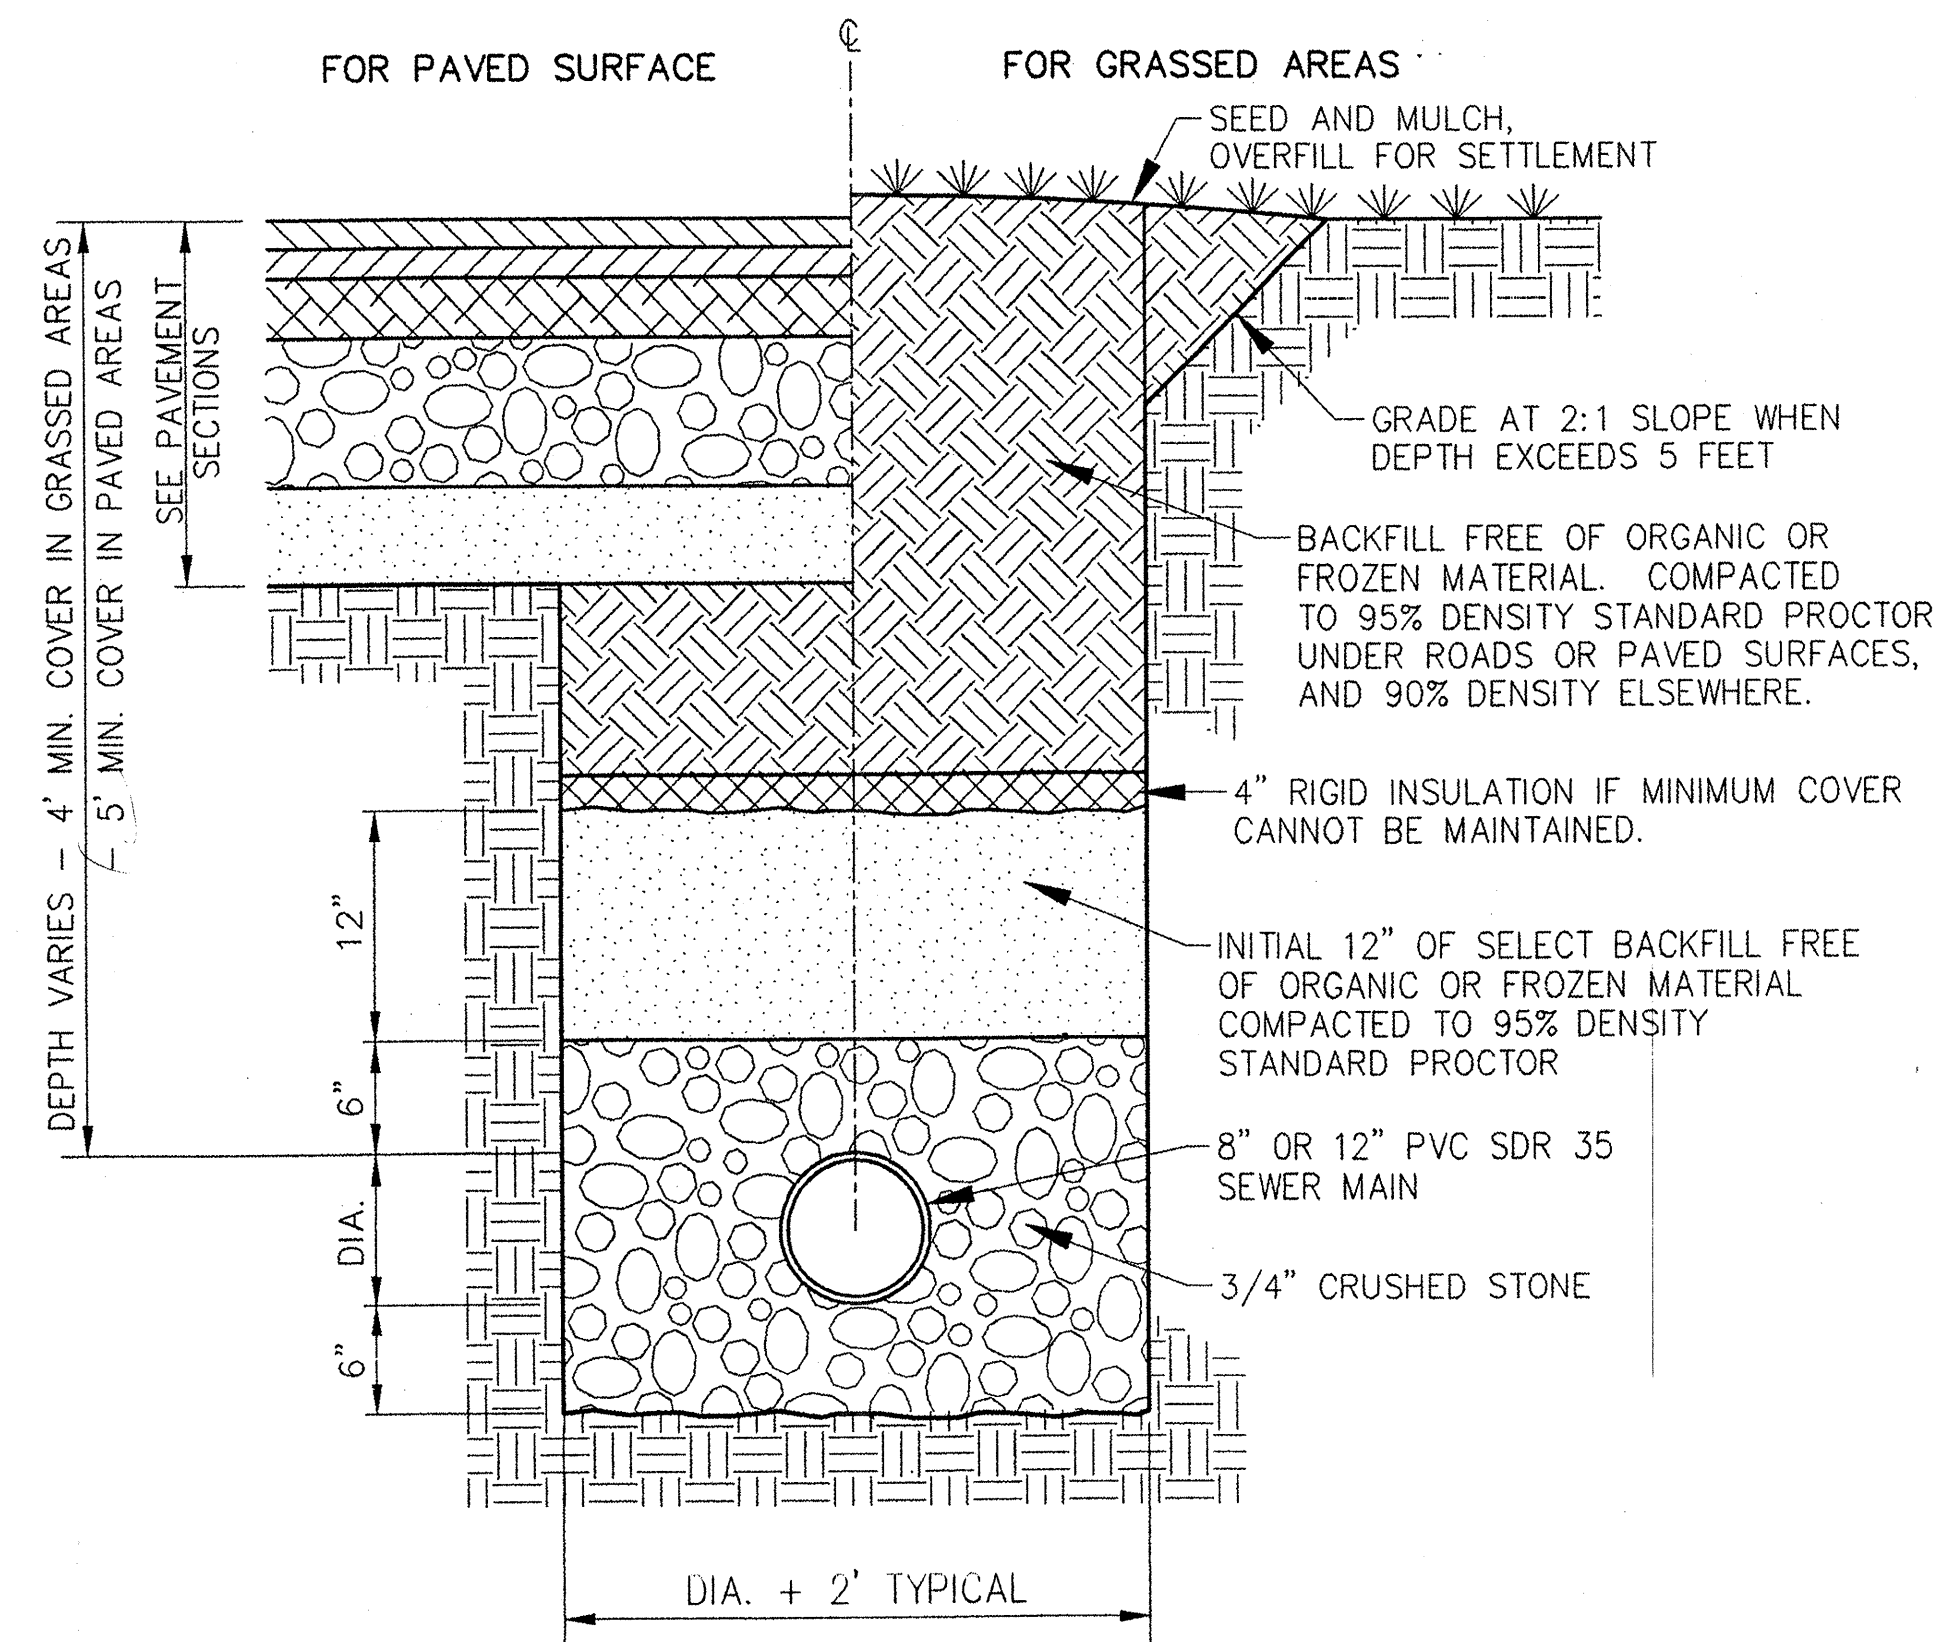 ℄
FOR PAVED SURFACE
FOR GRASSED AREAS
SEED AND MULCH,
OVERFILL FOR SETTLEMENT
DEPTH VARIES - 4' MIN. COVER IN GRASSED AREAS
- 5' MIN. COVER IN PAVED AREAS
SEE PAVEMENT
SECTIONS
GRADE AT 2:1 SLOPE WHEN
DEPTH EXCEEDS 5 FEET
BACKFILL FREE OF ORGANIC OR
FROZEN MATERIAL. COMPACTED
TO 95% DENSITY STANDARD PROCTOR
UNDER ROADS OR PAVED SURFACES,
AND 90% DENSITY ELSEWHERE.
4" RIGID INSULATION IF MINIMUM COVER
CANNOT BE MAINTAINED.
12"
INITIAL 12" OF SELECT BACKFILL FREE
OF ORGANIC OR FROZEN MATERIAL
COMPACTED TO 95% DENSITY
STANDARD PROCTOR
6"
8" OR 12" PVC SDR 35
SEWER MAIN
DIA.
3/4" CRUSHED STONE
6"
DIA. + 2' TYPICAL